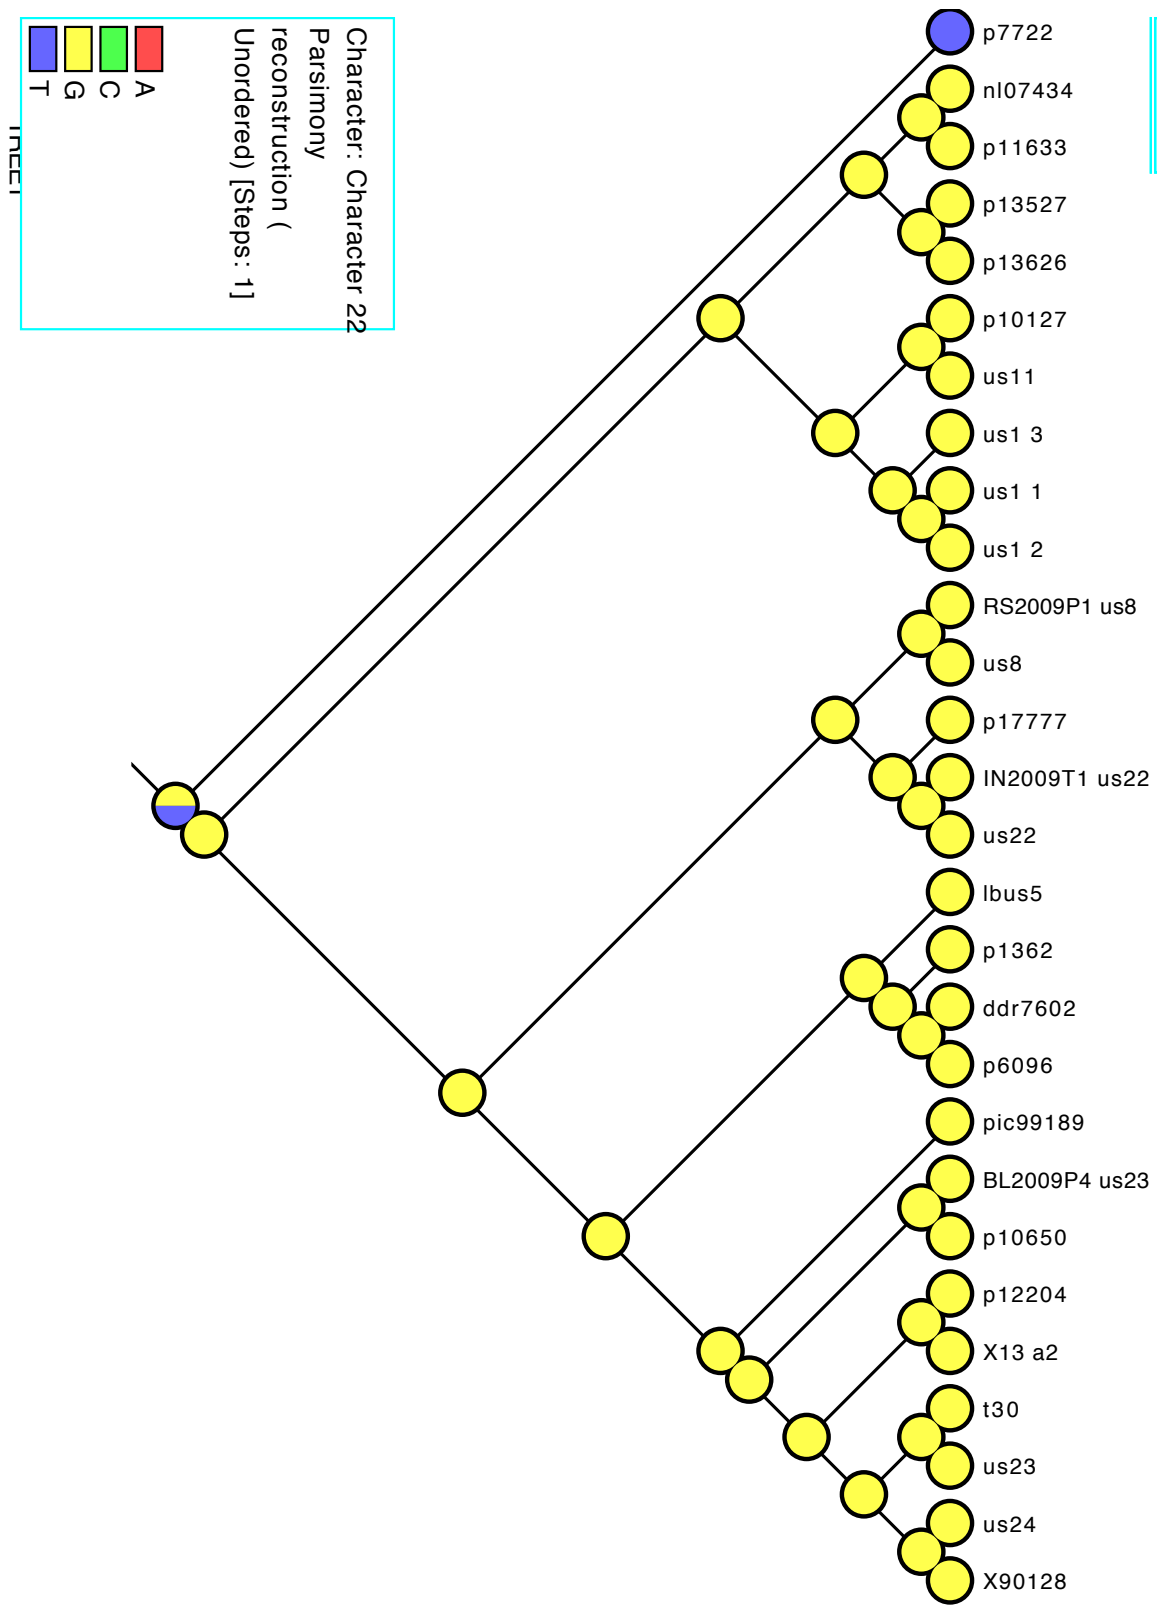 Character: Character 22
Parsimony
reconstruction (
Unordered) [Steps: 1]
A
C
G
T
p7722
nl07434
p11633
p13527
p13626
p10127
us11
us1 3
us1 1
us1 2
RS2009P1 us8
us8
p17777
IN2009T1 us22
us22
p1362
ddr7602
p6096
pic99189
BL2009P4 us23
p10650
p12204
X13 a2
t30
us23
us24
X90128